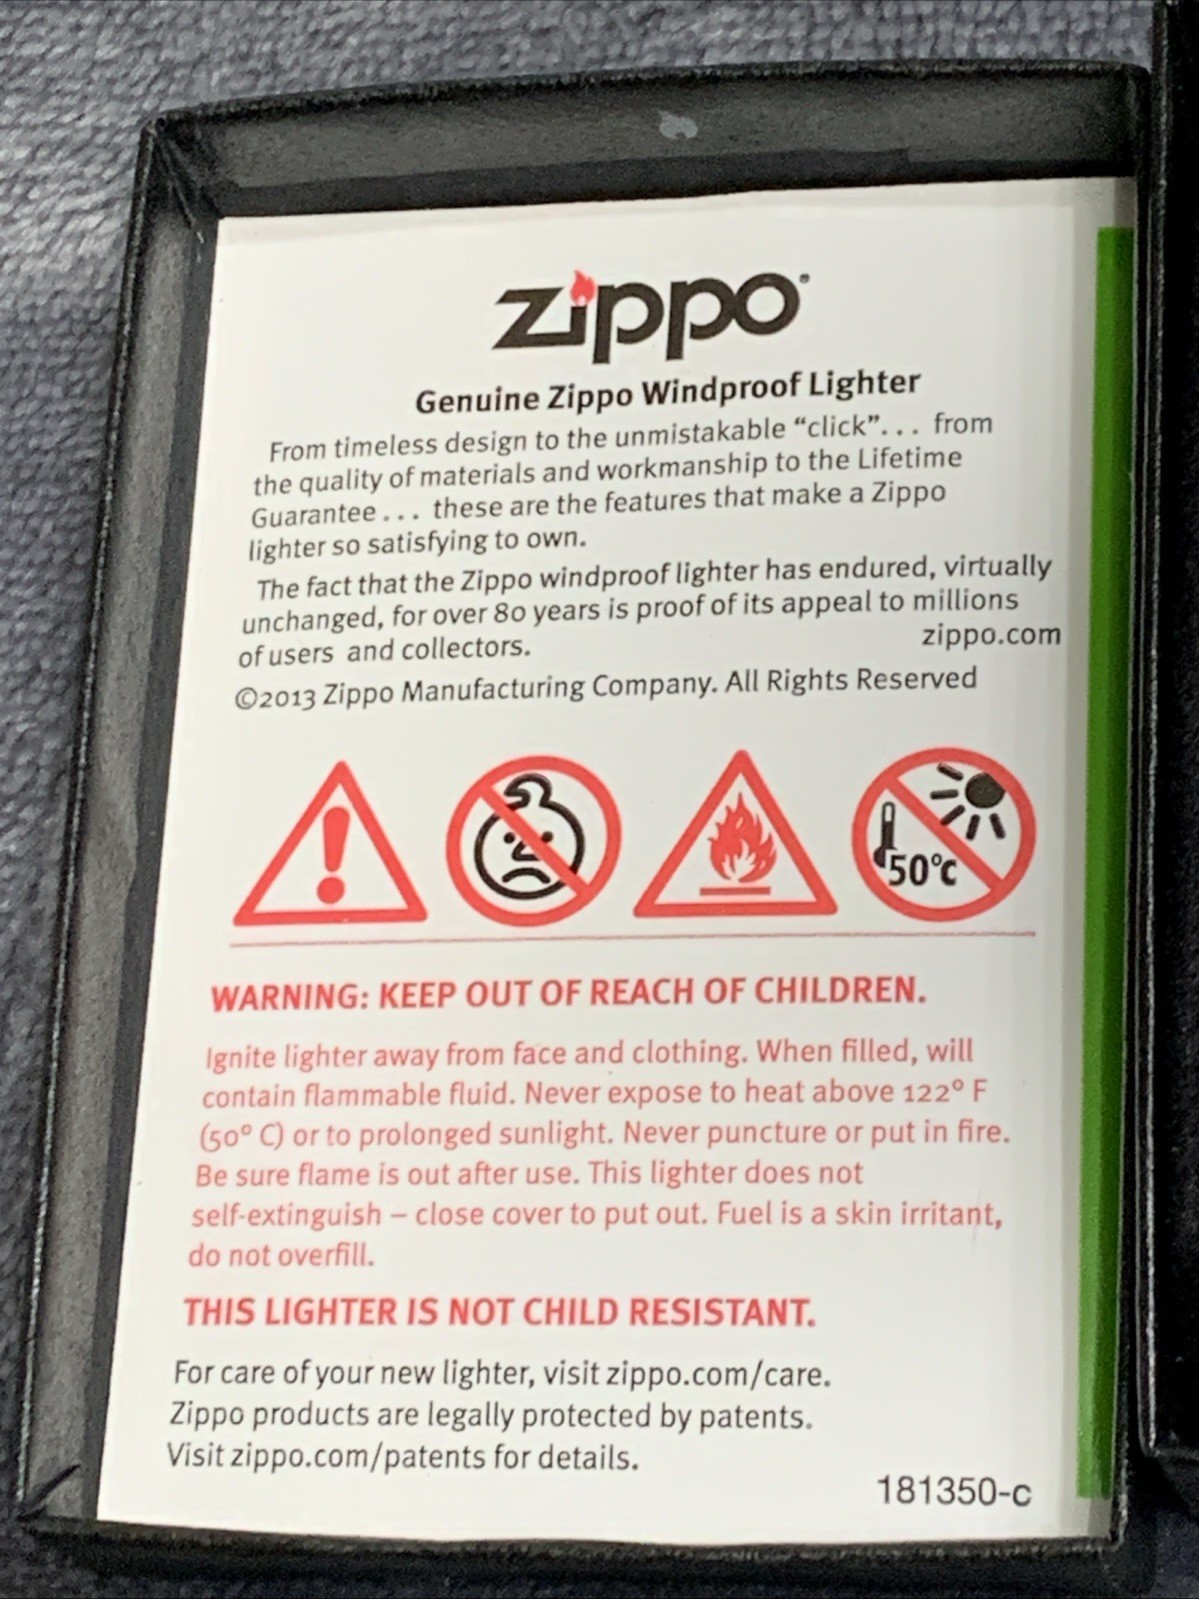 zippo®
Genuine Zippo Windproof Lighter
From timeless design to the unmistakable “click”... from
the quality of materials and workmanship to the Lifetime
Guarantee... these are the features that make a Zippo
lighter so satisfying to own.
The fact that the Zippo windproof lighter has endured, virtually
unchanged, for over 80 years is proof of its appeal to millions
of users and collectors. zippo.com
©2013 Zippo Manufacturing Company. All Rights Reserved
50°c
WARNING: KEEP OUT OF REACH OF CHILDREN.
Ignite lighter away from face and clothing. When filled, will
contain flammable fluid. Never expose to heat above 122° F
(50° C) or to prolonged sunlight. Never puncture or put in fire.
Be sure flame is out after use. This lighter does not
self-extinguish – close cover to put out. Fuel is a skin irritant,
do not overfill.
THIS LIGHTER IS NOT CHILD RESISTANT.
For care of your new lighter, visit zippo.com/care.
Zippo products are legally protected by patents.
Visit zippo.com/patents for details.
181350-c